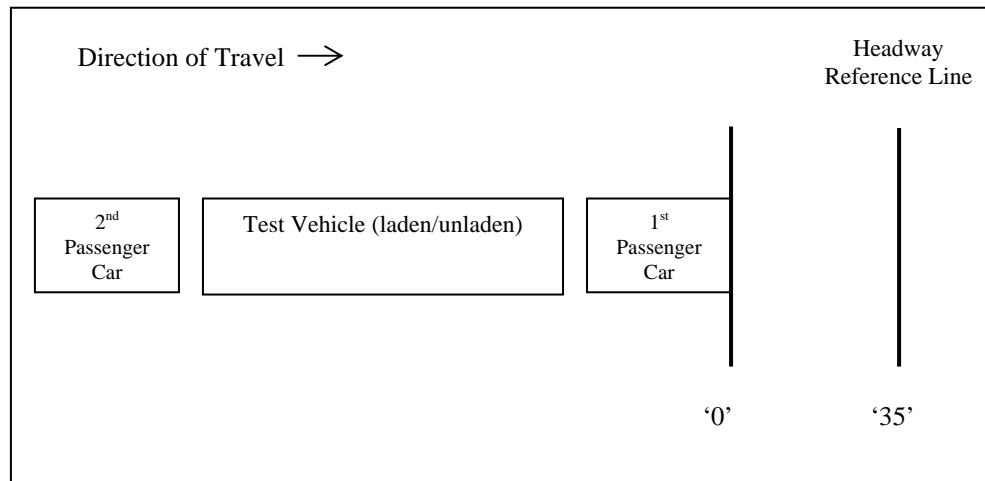 Direction of Travel →
Headway
Reference Line
2nd
Passenger
Car
Test Vehicle (laden/unladen)
1st
Passenger
Car
‘0’
‘35’